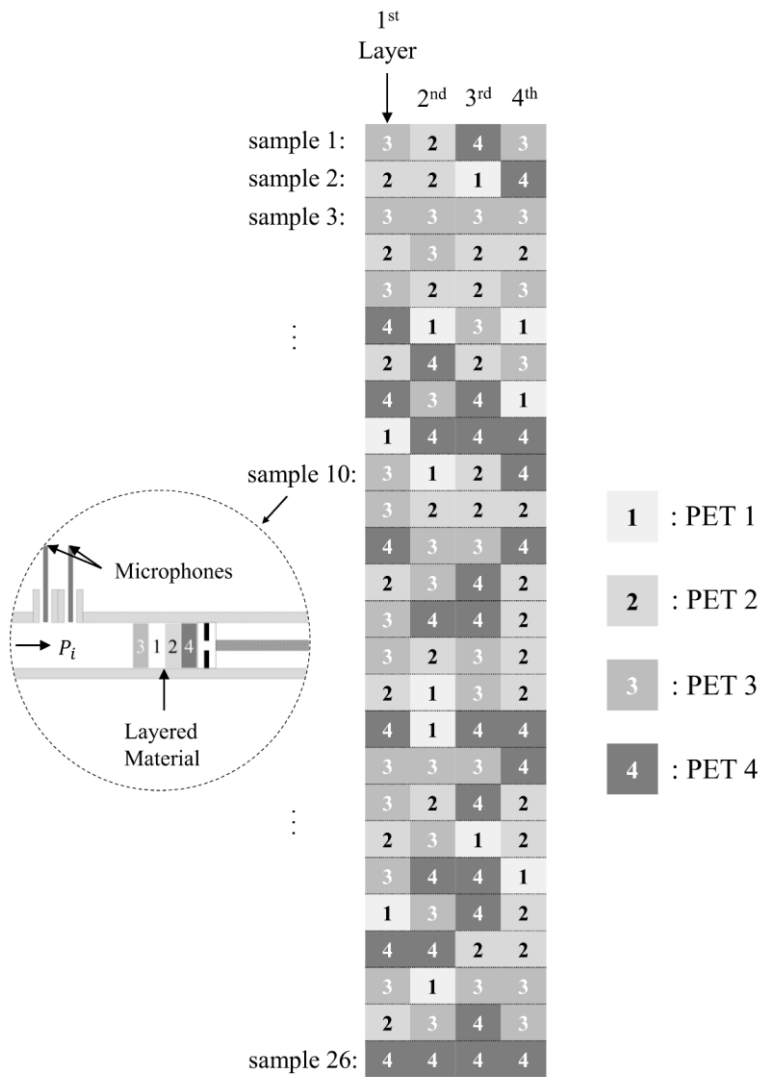 1st
Layer
2nd 3rd 4th
sample 1: 3 2 4 3
sample 2: 2 2 1 4
sample 3: 3 3 3 3
2 3 2 2
3 2 2 3
4 1 3 1
⋮
2 4 2 3
4 3 4 1
1 4 4 4
sample 10: 3 1 2 4
3 2 2 2
4 3 3 4
2 3 4 2
3 4 4 2
3 2 3 2
2 1 3 2
4 1 4 4
3 3 3 4
3 2 4 2
⋮
2 3 1 2
3 4 4 1
1 3 4 2
4 4 2 2
3 1 3 3
2 3 4 3
sample 26: 4 4 4 4
Microphones
Pi
3 1 2 4
Layered
Material
1 : PET 1
2 : PET 2
3 : PET 3
4 : PET 4